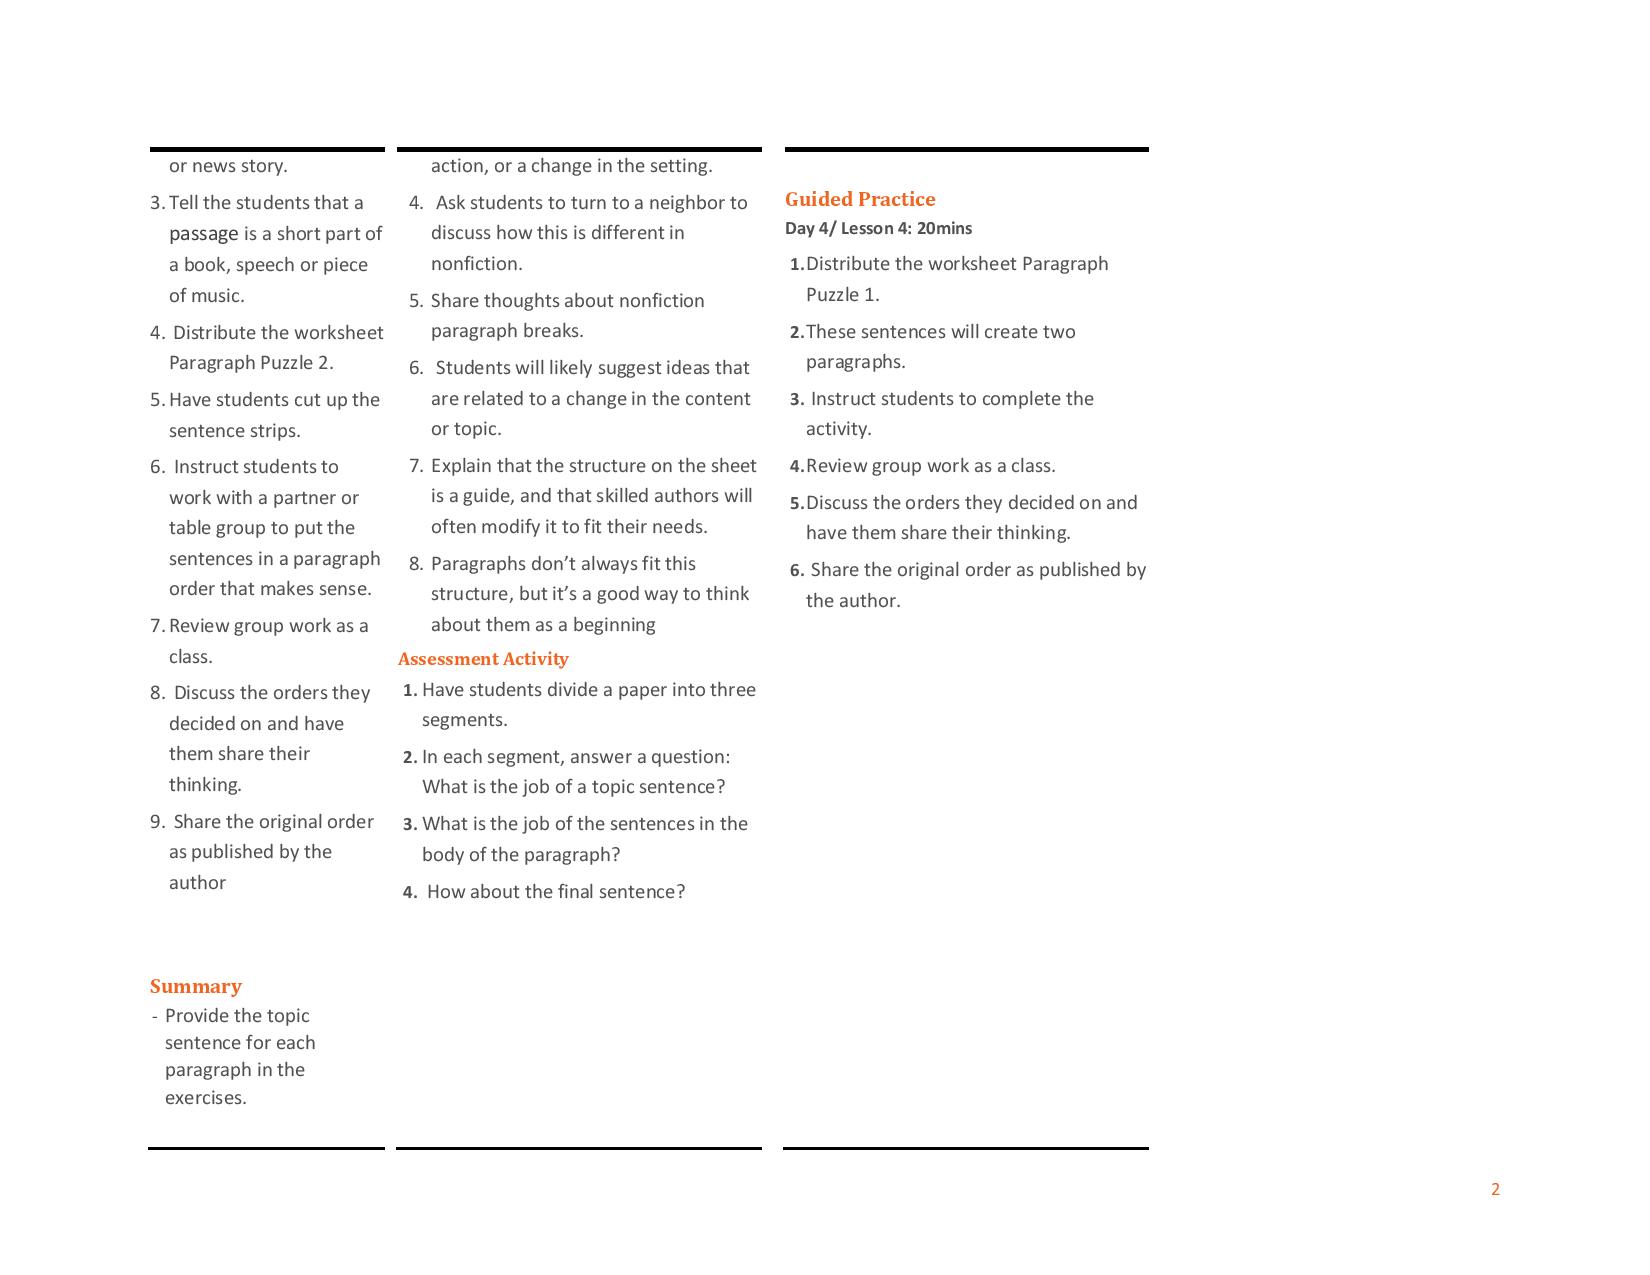 or news story.
3. Tell the students that a
passage is a short part of
a book, speech or piece
of music.
4. Distribute the worksheet
Paragraph Puzzle 2.
5. Have students cut up the
sentence strips.
6. Instruct students to
work with a partner or
table group to put the
sentences in a paragraph
order that makes sense.
7. Review group work as a
class.
8. Discuss the orders they
decided on and have
them share their
thinking.
9. Share the original order
as published by the
author
Summary
- Provide the topic
sentence for each
paragraph in the
exercises.
action, or a change in the setting.
4. Ask students to turn to a neighbor to
discuss how this is different in
nonfiction.
5. Share thoughts about nonfiction
paragraph breaks.
6. Students will likely suggest ideas that
are related to a change in the content
or topic.
7. Explain that the structure on the sheet
is a guide, and that skilled authors will
often modify it to fit their needs.
8. Paragraphs don’t always fit this
structure, but it’s a good way to think
about them as a beginning
Assessment Activity
1. Have students divide a paper into three
segments.
2. In each segment, answer a question:
What is the job of a topic sentence?
3. What is the job of the sentences in the
body of the paragraph?
4. How about the final sentence?
Guided Practice
Day 4/ Lesson 4: 20mins
1. Distribute the worksheet Paragraph
Puzzle 1.
2. These sentences will create two
paragraphs.
3. Instruct students to complete the
activity.
4. Review group work as a class.
5. Discuss the orders they decided on and
have them share their thinking.
6. Share the original order as published by
the author.
2